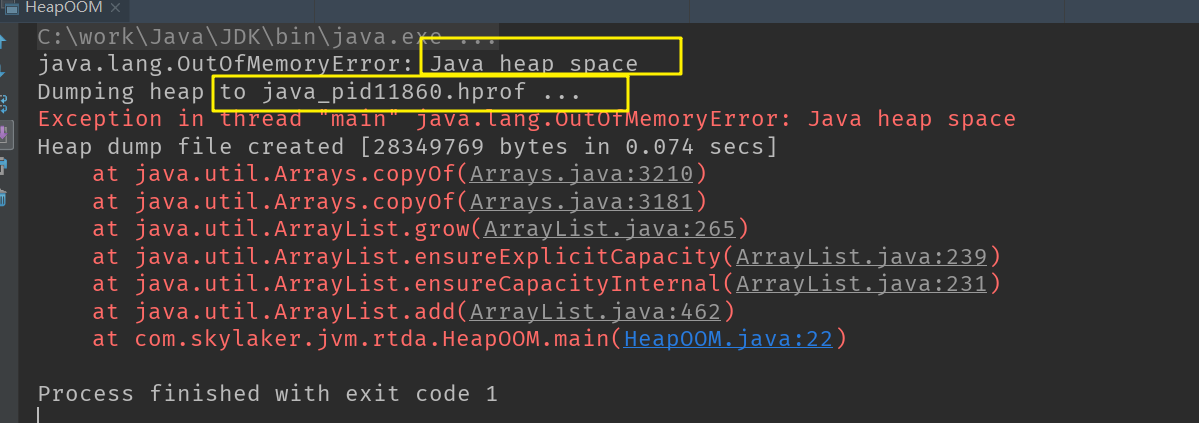 HeapOOM ×
C:\work\Java\JDK\bin\java.exe ...
java.lang.OutOfMemoryError: Java heap space
Dumping heap to java_pid11860.hprof ...
Exception in thread "main" java.lang.OutOfMemoryError: Java heap space
Heap dump file created [28349769 bytes in 0.074 secs]
    at java.util.Arrays.copyOf(Arrays.java:3210)
    at java.util.Arrays.copyOf(Arrays.java:3181)
    at java.util.ArrayList.grow(ArrayList.java:265)
    at java.util.ArrayList.ensureExplicitCapacity(ArrayList.java:239)
    at java.util.ArrayList.ensureCapacityInternal(ArrayList.java:231)
    at java.util.ArrayList.add(ArrayList.java:462)
    at com.skylaker.jvm.rtda.HeapOOM.main(HeapOOM.java:22)
Process finished with exit code 1